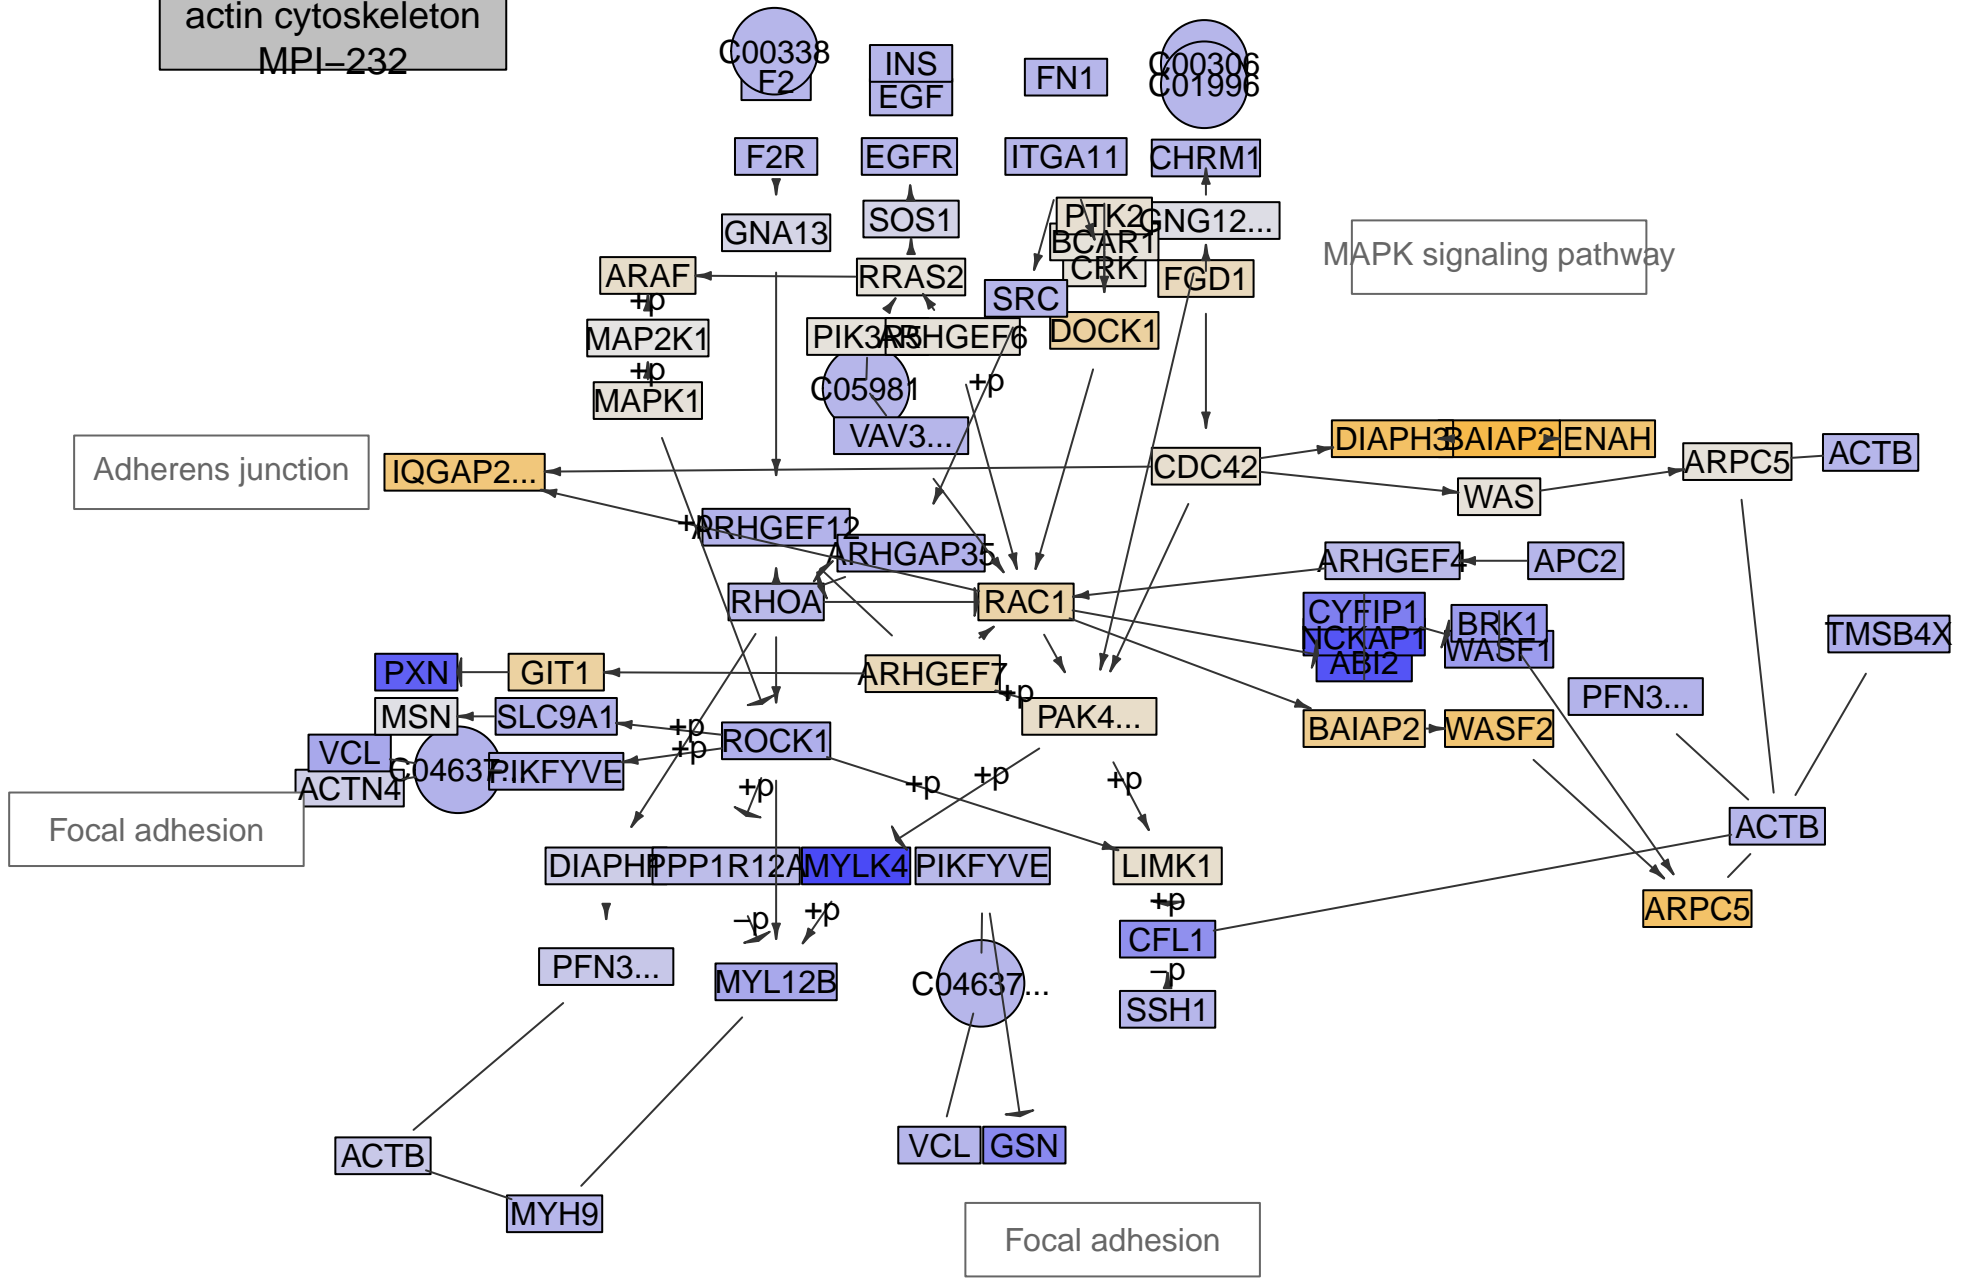 actin cytoskeleton
MPI−232
C00338
F2
INS
EGF
FN1
C00306
C01996
F2R
EGFR
ITGA11
CHRM1
GNA13
SOS1
PTK2
GNG12...
BCAR1
CRK
MAPK signaling pathway
ARAF
RRAS2
FGD1
SRC
+p
MAP2K1
ARHGEF6
DOCK1
+p
MAPK1
C05981
+p
VAV3...
Adherens junction
IQGAP2...
CDC42
DIAPH3
BAIAP2
ENAH
ARPC5
ACTB
WAS
+p
ARHGEF12
ARHGAP35
ARHGEF4
APC2
RHOA
RAC1
CYFIP1
NCKAP1
ABI2
BRK1
WASF1
TMSB4X
PXN
GIT1
ARHGEF7
+p
PFN3...
MSN
SLC9A1
+p
PAK4...
BAIAP2
WASF2
VCL
C04637...
PIKFYVE
+p
ROCK1
ACTN4
+p
+p
+p
+p
Focal adhesion
ACTB
PPP1R12A
MYLK4
PIKFYVE
LIMK1
−p
+p
+p
ARPC5
CFL1
PFN3...
MYL12B
C04637...
−p
SSH1
ACTB
VCL
GSN
MYH9
Focal adhesion